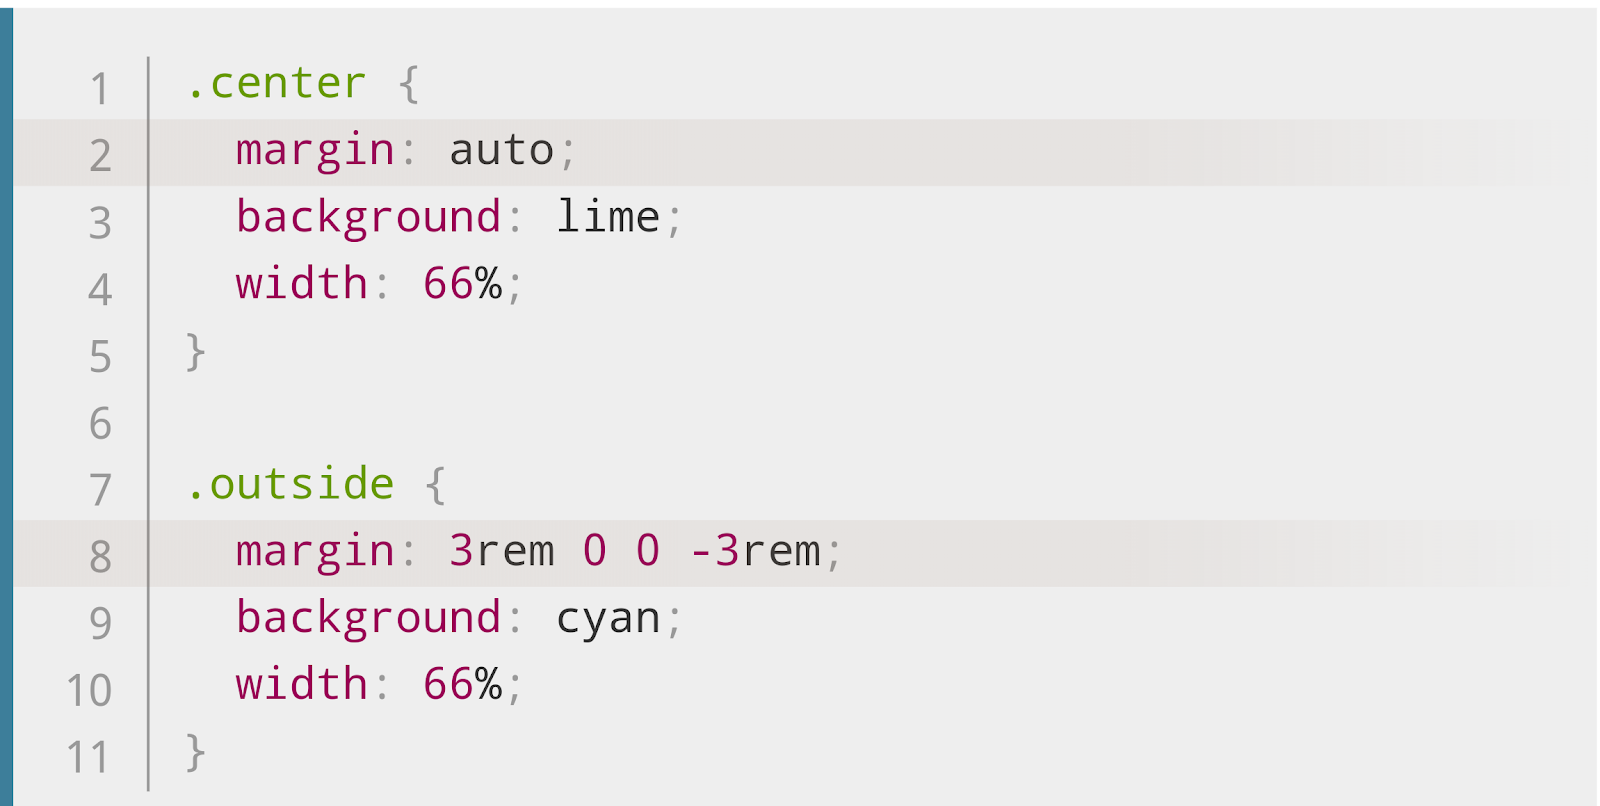 1 .center {
2 margin: auto;
3 background: lime;
4 width: 66%;
5 }
6
7 .outside {
8 margin: 3rem 0 0 -3rem;
9 background: cyan;
10 width: 66%;
11 }